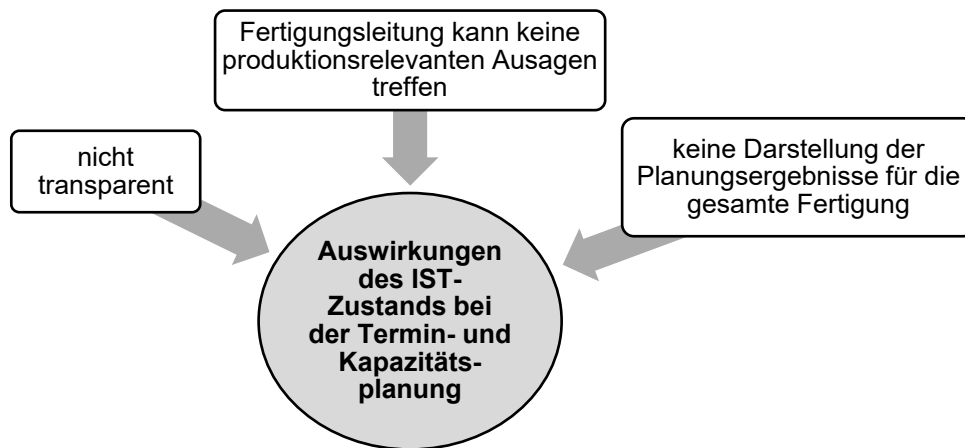 Fertigungsleitung kann keine
produktionsrelevanten Ausagen
treffen
nicht
transparent
keine Darstellung der
Planungsergebnisse für die
gesamte Fertigung
Auswirkungen
des IST-
Zustands bei
der Termin- und
Kapazitäts-
planung